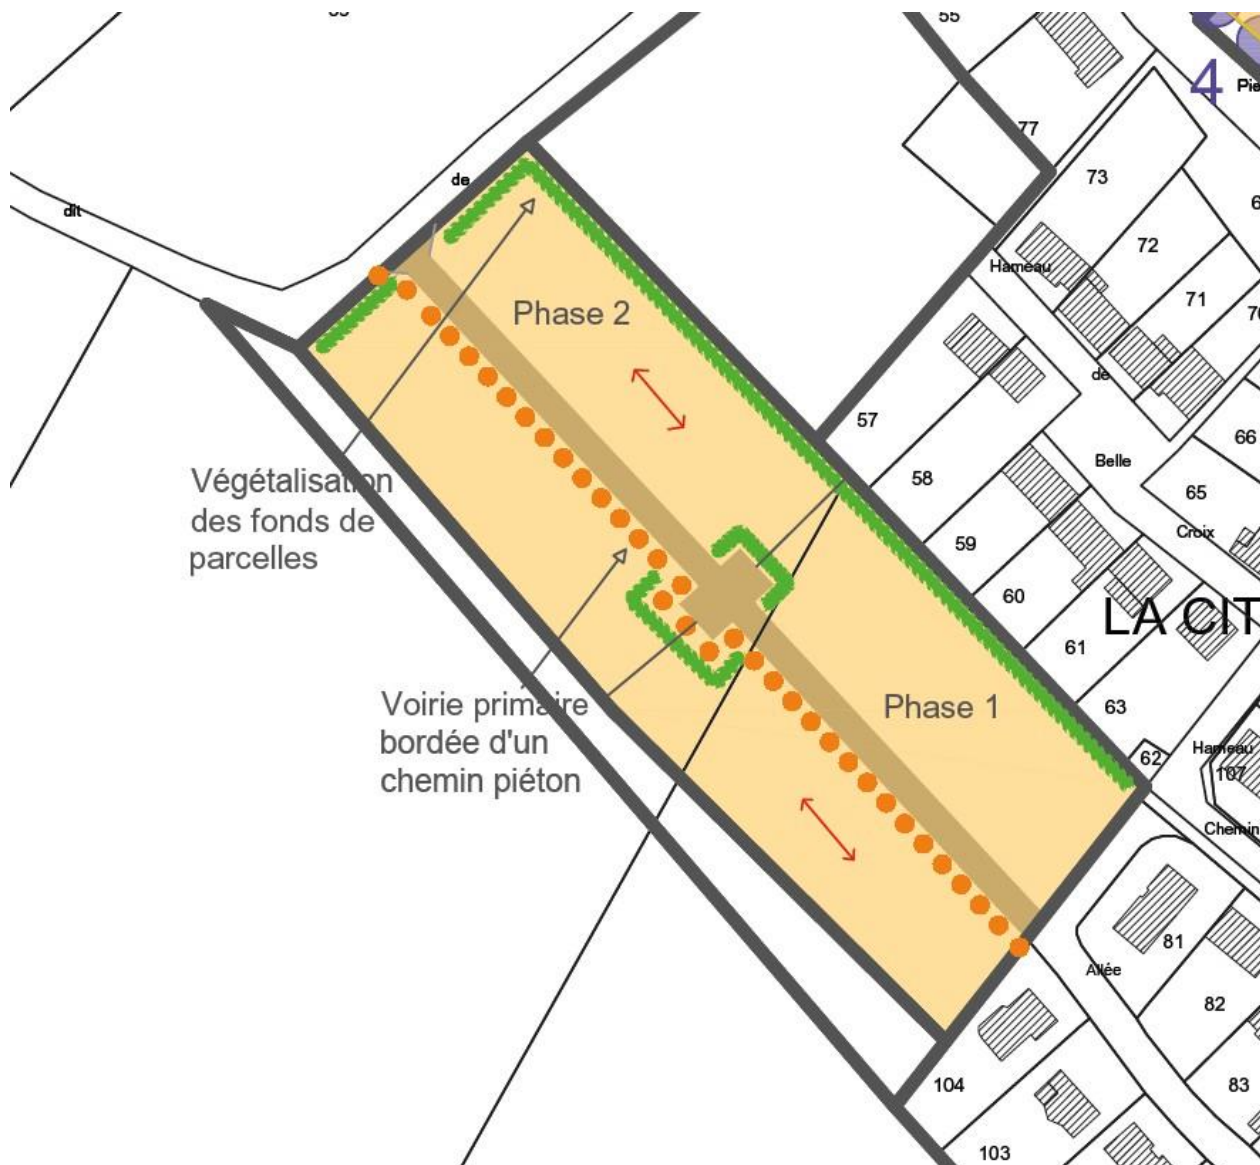 55
4
Pie
77
73
de
dit
72
Hameau
71
Phase 2
de
57
66
Belle
58
65
Végétalisation
des fonds de
parcelles
Croix
59
60
LA CIT
61
Phase 1
63
Voirie primaire
bordée d'un
chemin piéton
Hameau
62
107
Chemin
81
Allée
82
104
83
103